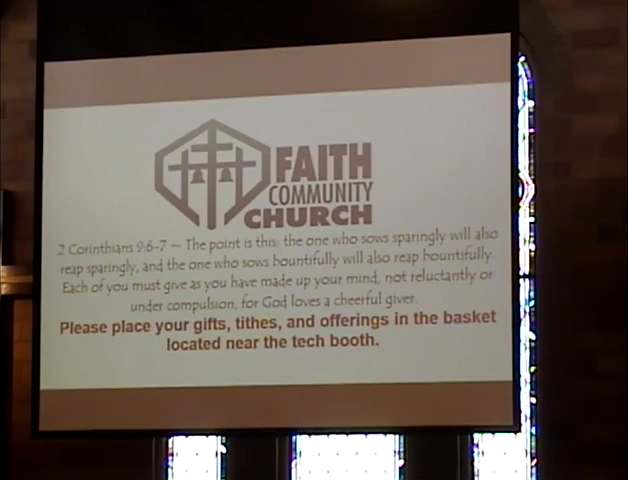 FAITH
COMMUNITY
CHURCH
2 Corinthians 9:6-7 ~ The point is this: the one who sows sparingly will also
reap sparingly, and the one who sows bountifully will also reap bountifully.
Each of you must give as you have made up your mind, not reluctantly or
under compulsion, for God loves a cheerful giver.
Please place your gifts, tithes, and offerings in the basket
located near the tech booth.